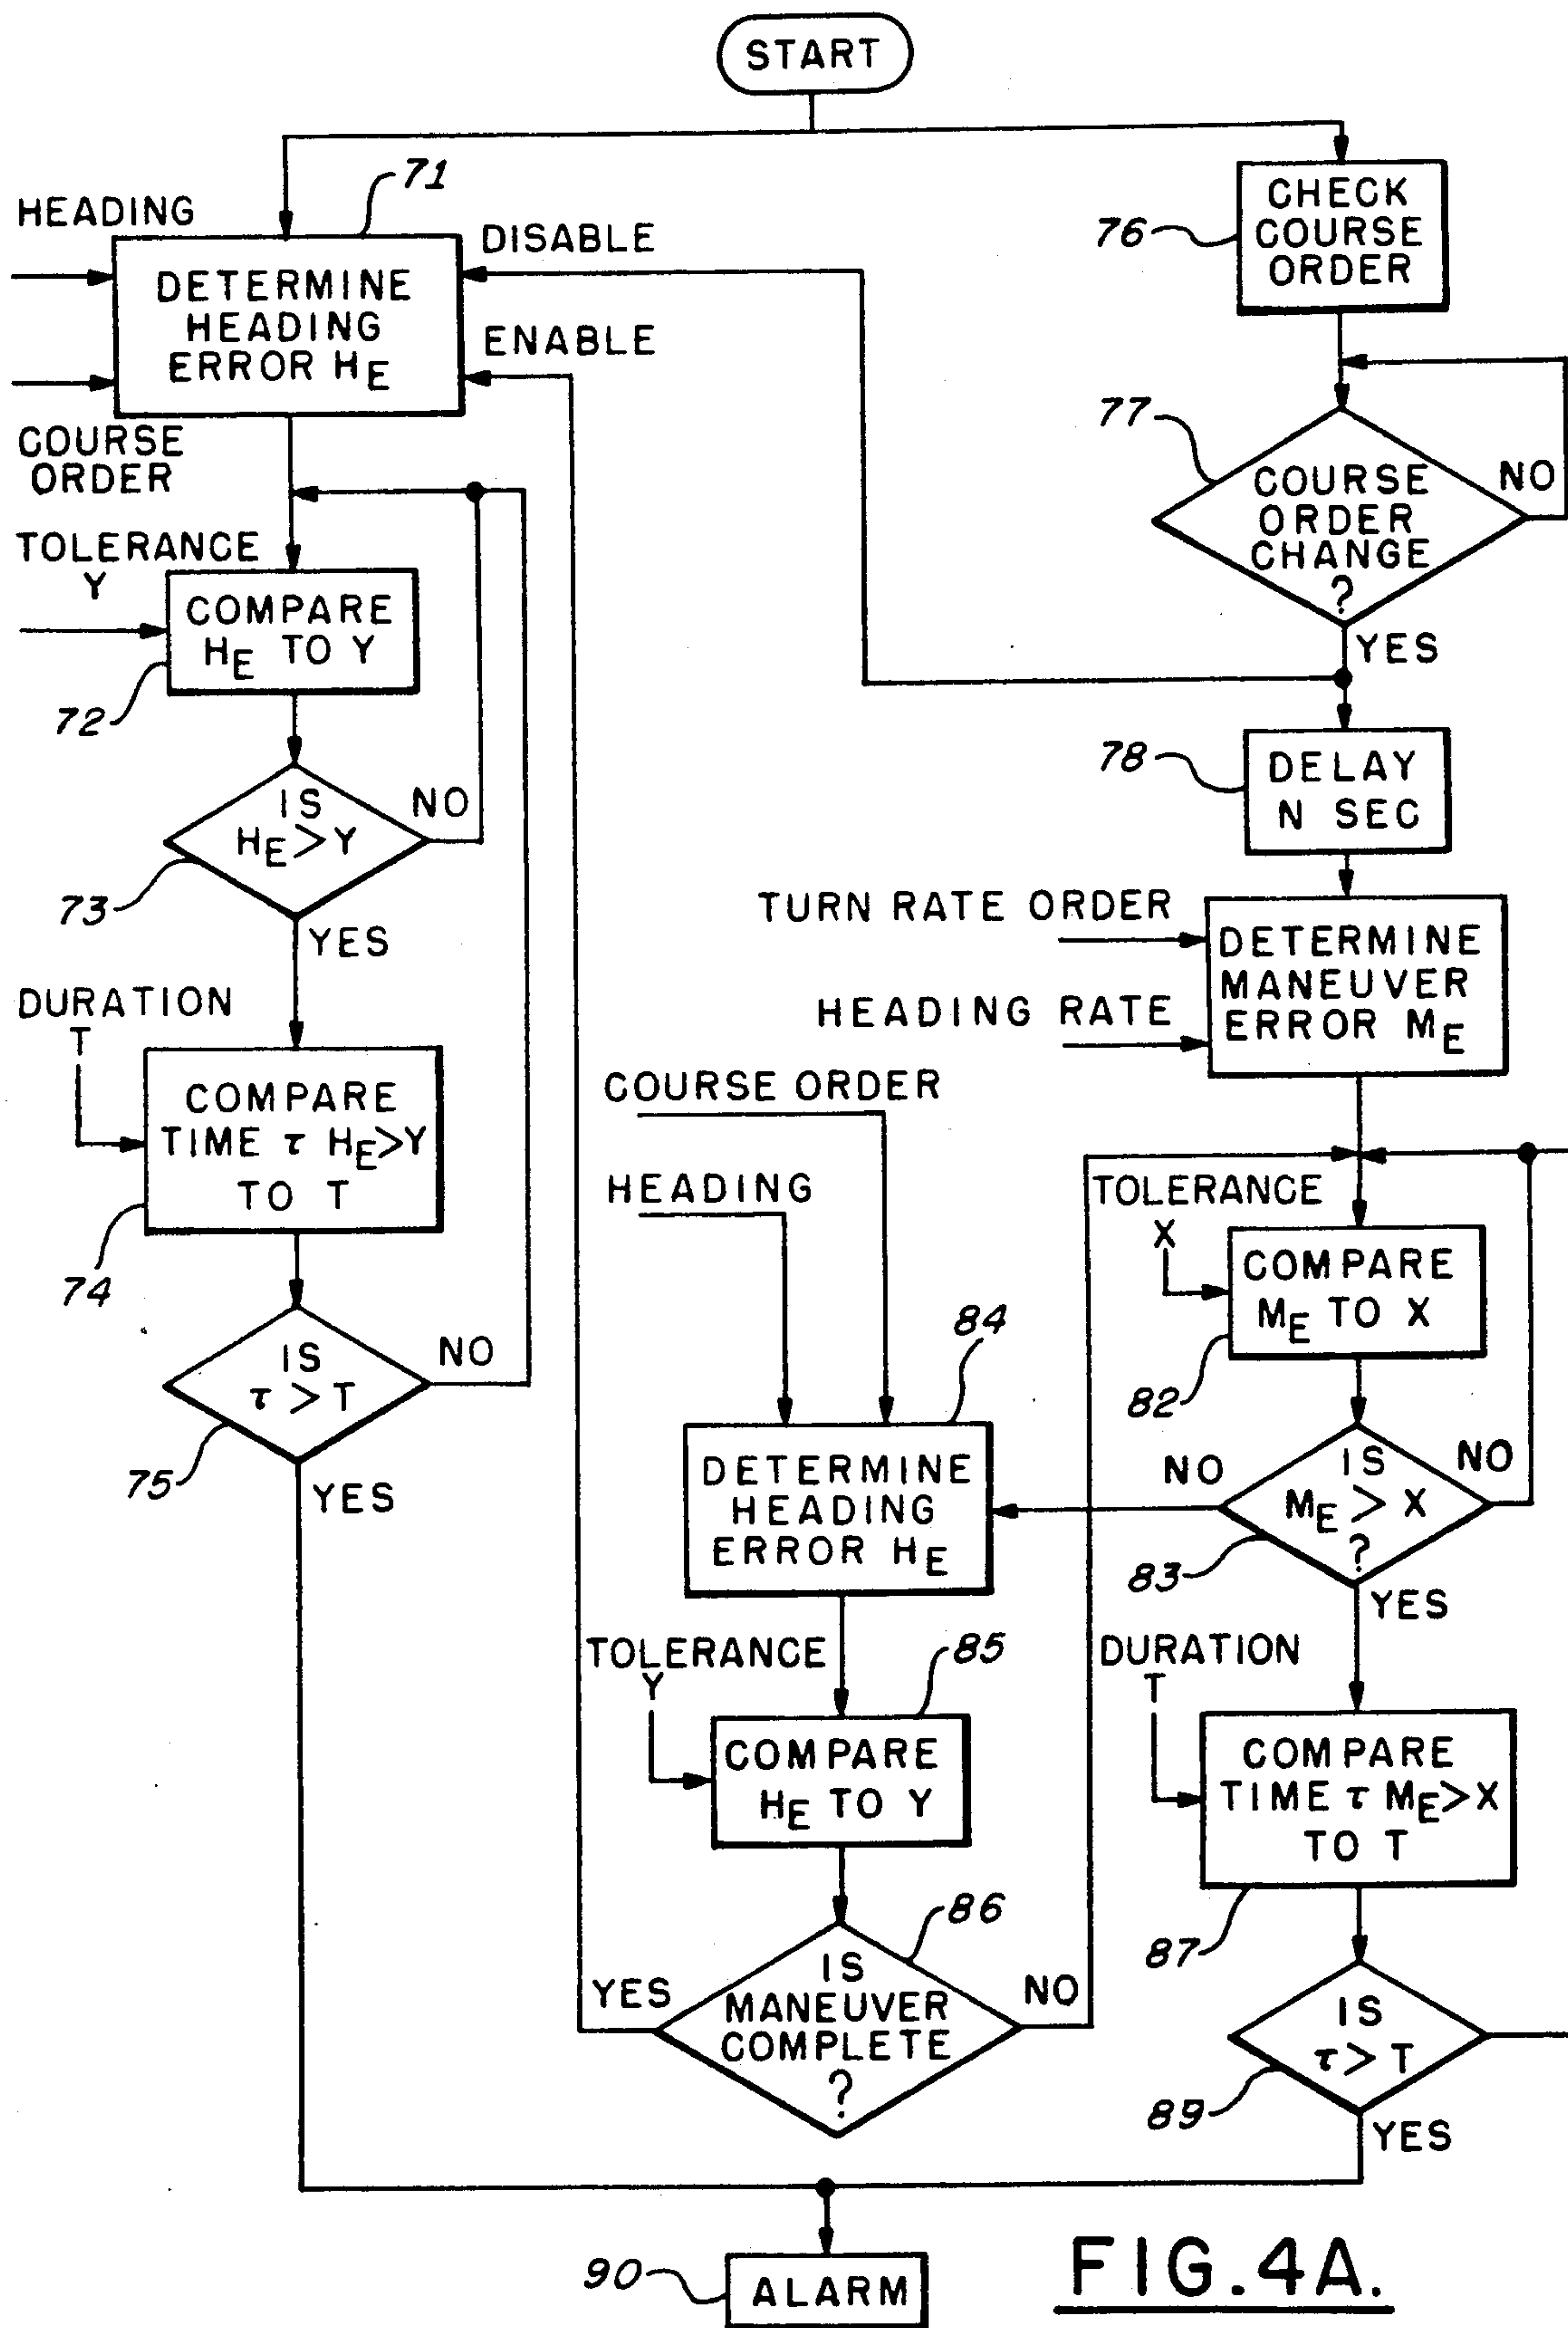 START
71
HEADING
DISABLE
DETERMINE
HEADING
ERROR HE
ENABLE
COURSE
ORDER
TOLERANCE
Y
COMPARE
HE TO Y
72
IS
HE > Y
NO
73
YES
DURATION
T
COMPARE
TIME τ HE>Y
TO T
74
IS
τ > T
NO
75
YES
CHECK
COURSE
ORDER
76
77
COURSE
ORDER
CHANGE
?
NO
YES
78
DELAY
N SEC
TURN RATE ORDER
HEADING RATE
DETERMINE
MANEUVER
ERROR ME
COURSE ORDER
HEADING
TOLERANCE
X
COMPARE
ME TO X
82
84
DETERMINE
HEADING
ERROR HE
NO
IS
ME > X
?
NO
83
YES
TOLERANCE
Y
85
COMPARE
HE TO Y
DURATION
T
COMPARE
TIME τ ME>X
TO T
87
86
YES
IS
MANEUVER
COMPLETE
?
NO
IS
τ > T
89
YES
90
ALARM
FIG.4A.